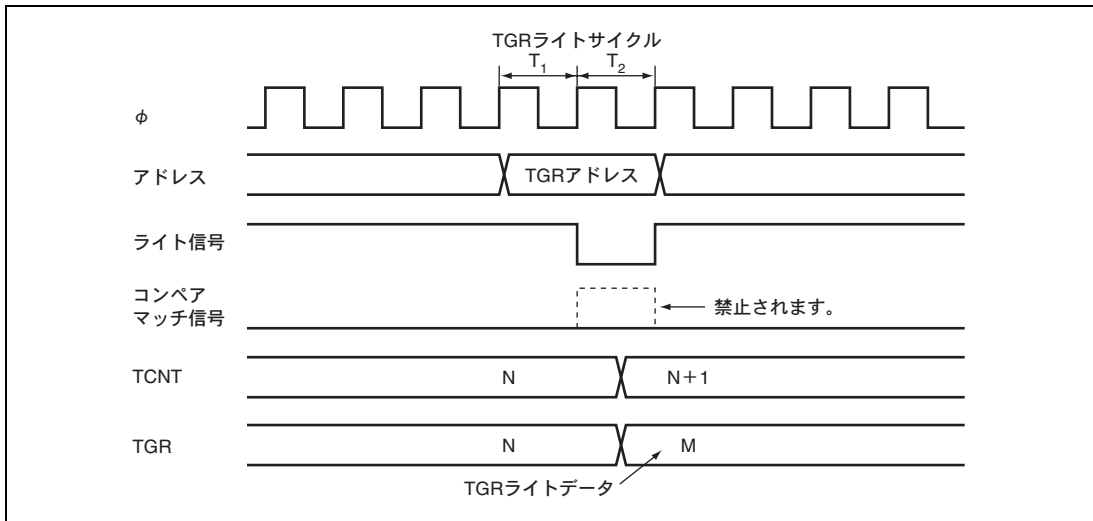 TGRライトサイクル
T1 T2
φ
アドレス TGRアドレス
ライト信号
コンペア
マッチ信号 禁止されます。
TCNT N N+1
TGR N M
TGRライトデータ